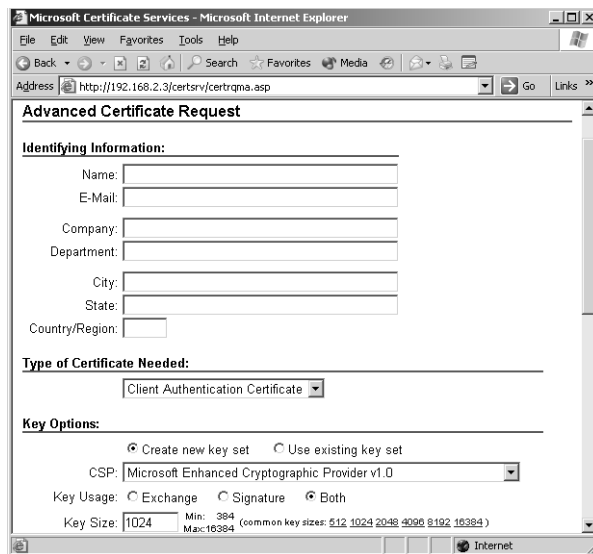 Microsoft Certificate Services - Microsoft Internet Explorer
File Edit View Favorites Tools Help
Back Search Favorites Media
Address http://192.168.2.3/certsrv/certrqma.asp Go Links »
Advanced Certificate Request
Identifying Information:
Name:
E-Mail:
Company:
Department:
City:
State:
Country/Region:
Type of Certificate Needed:
Client Authentication Certificate
Key Options:
Create new key set Use existing key set
CSP: Microsoft Enhanced Cryptographic Provider v1.0
Key Usage: Exchange Signature Both
Key Size: 1024 Min: 384 Max:16384 (common key sizes: 512 1024 2048 4096 8192 16384 )
Internet